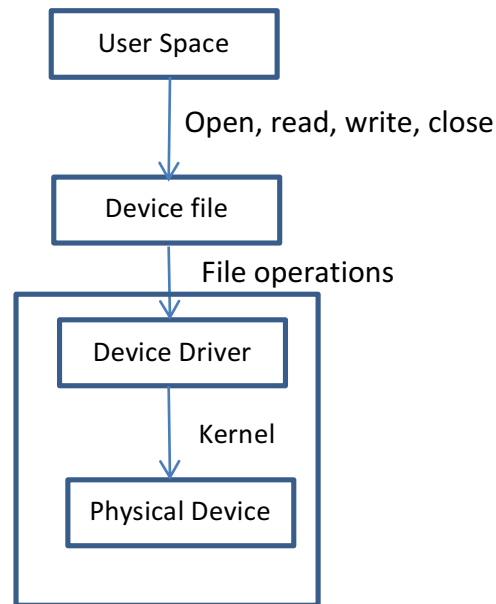 User Space
Open, read, write, close
Device file
File operations
Device Driver
Kernel
Physical Device